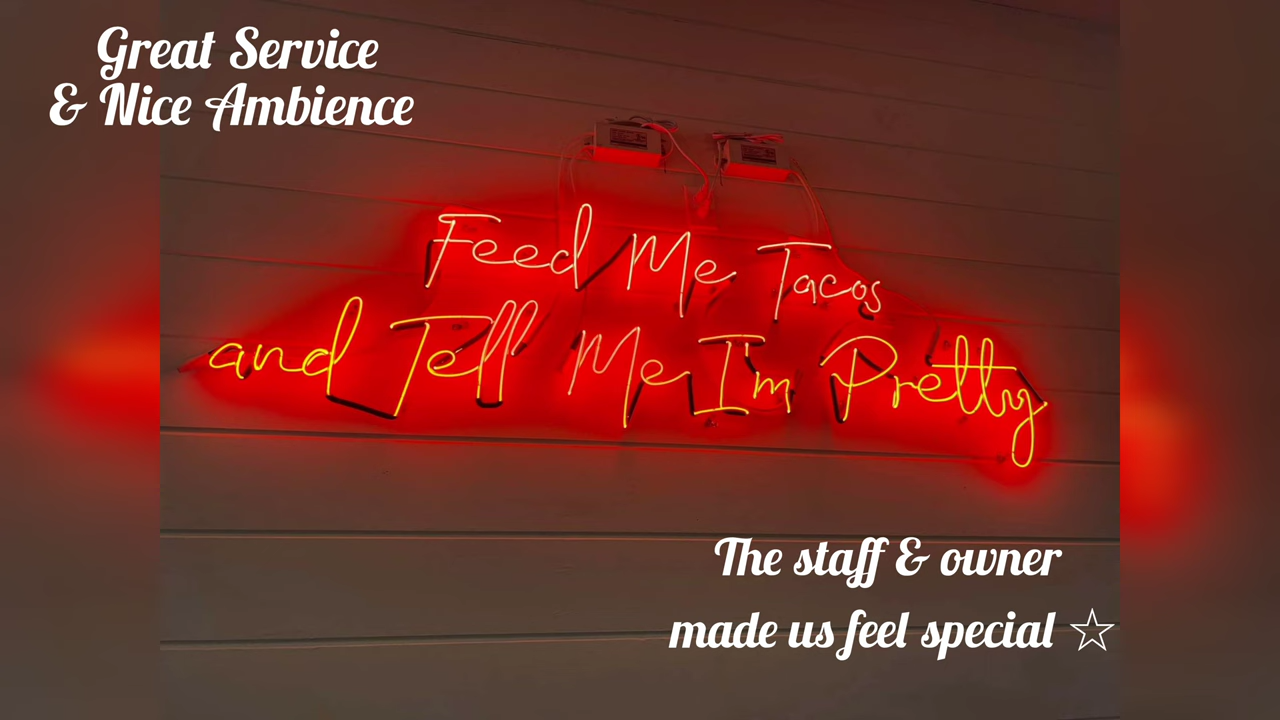 Great Service
& Nice Ambience
Feed Me Tacos
and Tell Me I'm Pretty
The staff & owner
made us feel special ☆